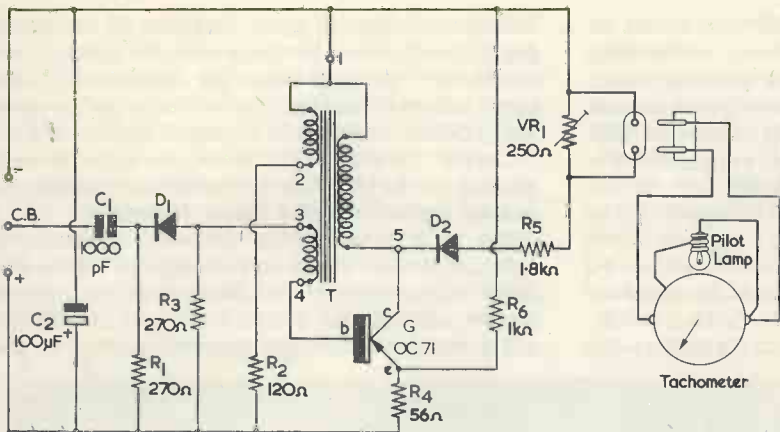 1
VR1
250Ω
2
-
C.B.
C1
1000
pF
D1
3
5
D2
R5
1·8kΩ
Pilot
Lamp
4
T
+
C2
100μF+
R3
270Ω
R1
270Ω
R2
120Ω
b
c
G
OC 71
e
R6
1kΩ
R4
56Ω
Tachometer